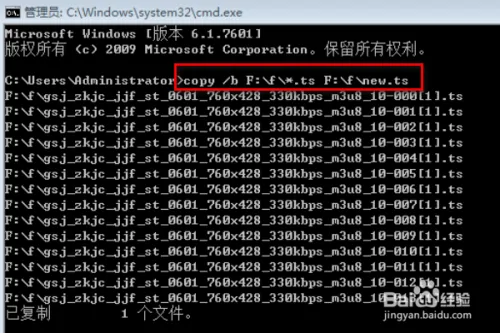 管理员: C:\Windows\system32\cmd.exe
Microsoft Windows [版本 6.1.7601]
版权所有 (c) 2009 Microsoft Corporation。保留所有权利。
C:\Users\Administrator>copy /b F:\f\*.ts F:\f\new.ts
F:\f\gsj_zkjc_jjf_st_0601_760x428_330kbps_m3u8_10-000[1].ts
F:\f\gsj_zkjc_jjf_st_0601_760x428_330kbps_m3u8_10-001[1].ts
F:\f\gsj_zkjc_jjf_st_0601_760x428_330kbps_m3u8_10-002[1].ts
F:\f\gsj_zkjc_jjf_st_0601_760x428_330kbps_m3u8_10-003[1].ts
F:\f\gsj_zkjc_jjf_st_0601_760x428_330kbps_m3u8_10-004[1].ts
F:\f\gsj_zkjc_jjf_st_0601_760x428_330kbps_m3u8_10-005[1].ts
F:\f\gsj_zkjc_jjf_st_0601_760x428_330kbps_m3u8_10-006[1].ts
F:\f\gsj_zkjc_jjf_st_0601_760x428_330kbps_m3u8_10-007[1].ts
F:\f\gsj_zkjc_jjf_st_0601_760x428_330kbps_m3u8_10-008[1].ts
F:\f\gsj_zkjc_jjf_st_0601_760x428_330kbps_m3u8_10-009[1].ts
F:\f\gsj_zkjc_jjf_st_0601_760x428_330kbps_m3u8_10-010[1].ts
F:\f\gsj_zkjc_jjf_st_0601_760x428_330kbps_m3u8_10-011[1].ts
F:\f\gsj_zkjc_jjf_st_0601_760x428_330kbps_m3u8_10-012[1].ts
已复制         1 个文件。
Baidu 经验
jingyan.baidu.com